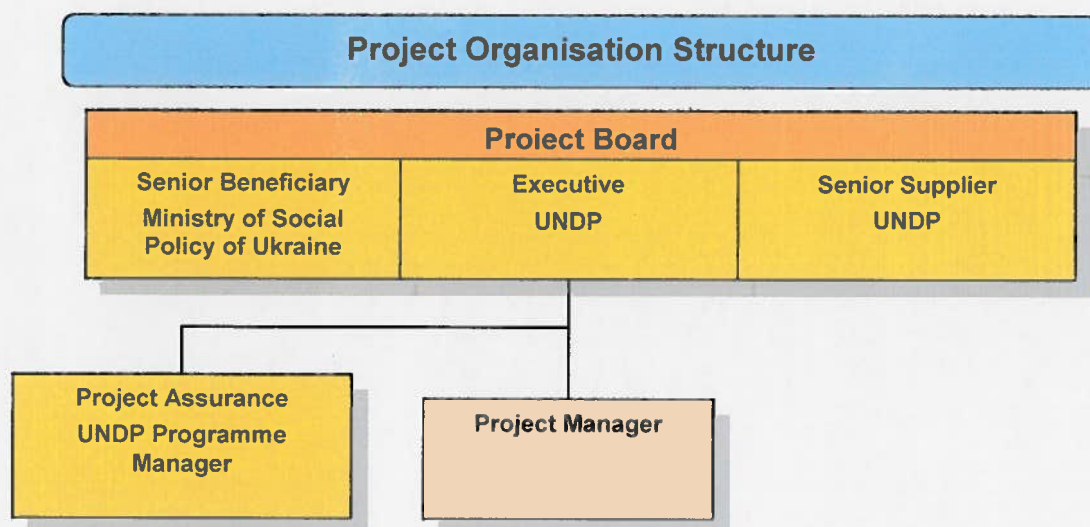 Project Organisation Structure
Project Board
Senior Beneficiary
Ministry of Social
Policy of Ukraine
Executive
UNDP
Senior Supplier
UNDP
Project Assurance
UNDP Programme
Manager
Project Manager